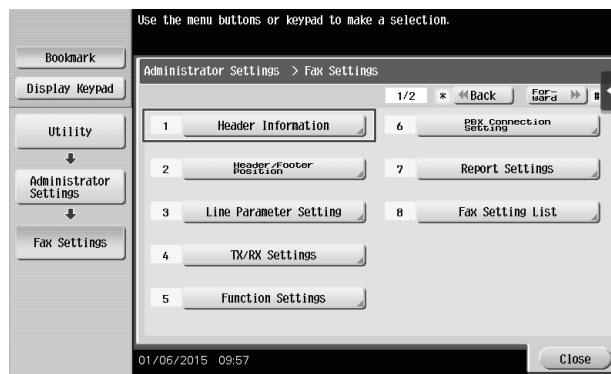 Use the menu buttons or keypad to make a selection.
Bookmark
Display Keypad
Utility
Administrator
Settings
Fax Settings
Administrator Settings > Fax Settings
1/2 * Back For-
ward #
1 Header Information
2 Header/Footer
Position
3 Line Parameter Setting
4 TX/RX Settings
5 Function Settings
6 PBX Connection
Setting
7 Report Settings
8 Fax Setting List
01/06/2015 09:57
Close